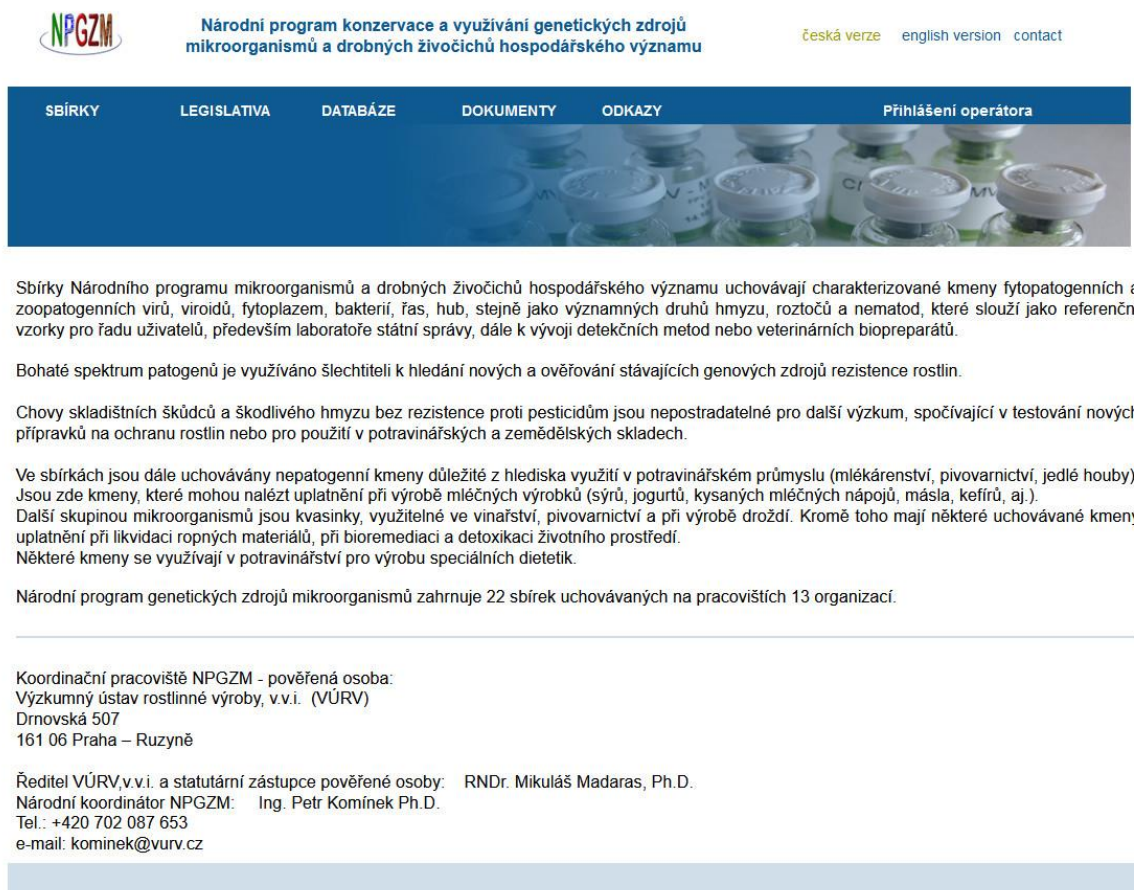 NPGZM
Národní program konzervace a využívání genetických zdrojů
mikroorganismů a drobných živočichů hospodářského významu
česká verze english version contact
SBÍRKY LEGISLATIVA DATABÁZE DOKUMENTY ODKAZY Přihlášení operátora
Sbírky Národního programu mikroorganismů a drobných živočichů hospodářského významu uchovávají charakterizované kmeny fytopatogenních a
zoopatogenních virů, viroidů, fytoplazem, bakterií, řas, hub, stejně jako významných druhů hmyzu, roztočů a nematod, které slouží jako referenčn
vzorky pro řadu uživatelů, především laboratoře státní správy, dále k vývoji detekčních metod nebo veterinárních biopreparátů.
Bohaté spektrum patogenů je využíváno šlechtiteli k hledání nových a ověřování stávajících genových zdrojů rezistence rostlin.
Chovy skladištních škůdců a škodlivého hmyzu bez rezistence proti pesticidům jsou nepostradatelné pro další výzkum, spočívající v testování nových
přípravků na ochranu rostlin nebo pro použití v potravinářských a zemědělských skladech.
Ve sbírkách jsou dále uchovávány nepatogenní kmeny důležité z hlediska využití v potravinářském průmyslu (mlékárenství, pivovarnictví, jedlé houby)
Jsou zde kmeny, které mohou nalézt uplatnění při výrobě mléčných výrobků (sýrů, jogurtů, kysaných mléčných nápojů, másla, kefírů, aj.).
Další skupinou mikroorganismů jsou kvasinky, využitelné ve vinařství, pivovarnictví a při výrobě droždí. Kromě toho mají některé uchovávané kmeny
uplatnění při likvidaci ropných materiálů, při bioremediaci a detoxikaci životního prostředí.
Některé kmeny se využívají v potravinářství pro výrobu speciálních dietetik.
Národní program genetických zdrojů mikroorganismů zahrnuje 22 sbírek uchovávaných na pracovištích 13 organizací.
Koordinační pracoviště NPGZM - pověřená osoba:
Výzkumný ústav rostlinné výroby, v.v.i. (VÚRV)
Drnovská 507
161 06 Praha – Ruzyně
Ředitel VÚRV,v.v.i. a statutární zástupce pověřené osoby: RNDr. Mikuláš Madaras, Ph.D.
Národní koordinátor NPGZM: Ing. Petr Komínek Ph.D.
Tel.: +420 702 087 653
e-mail: kominek@vurv.cz